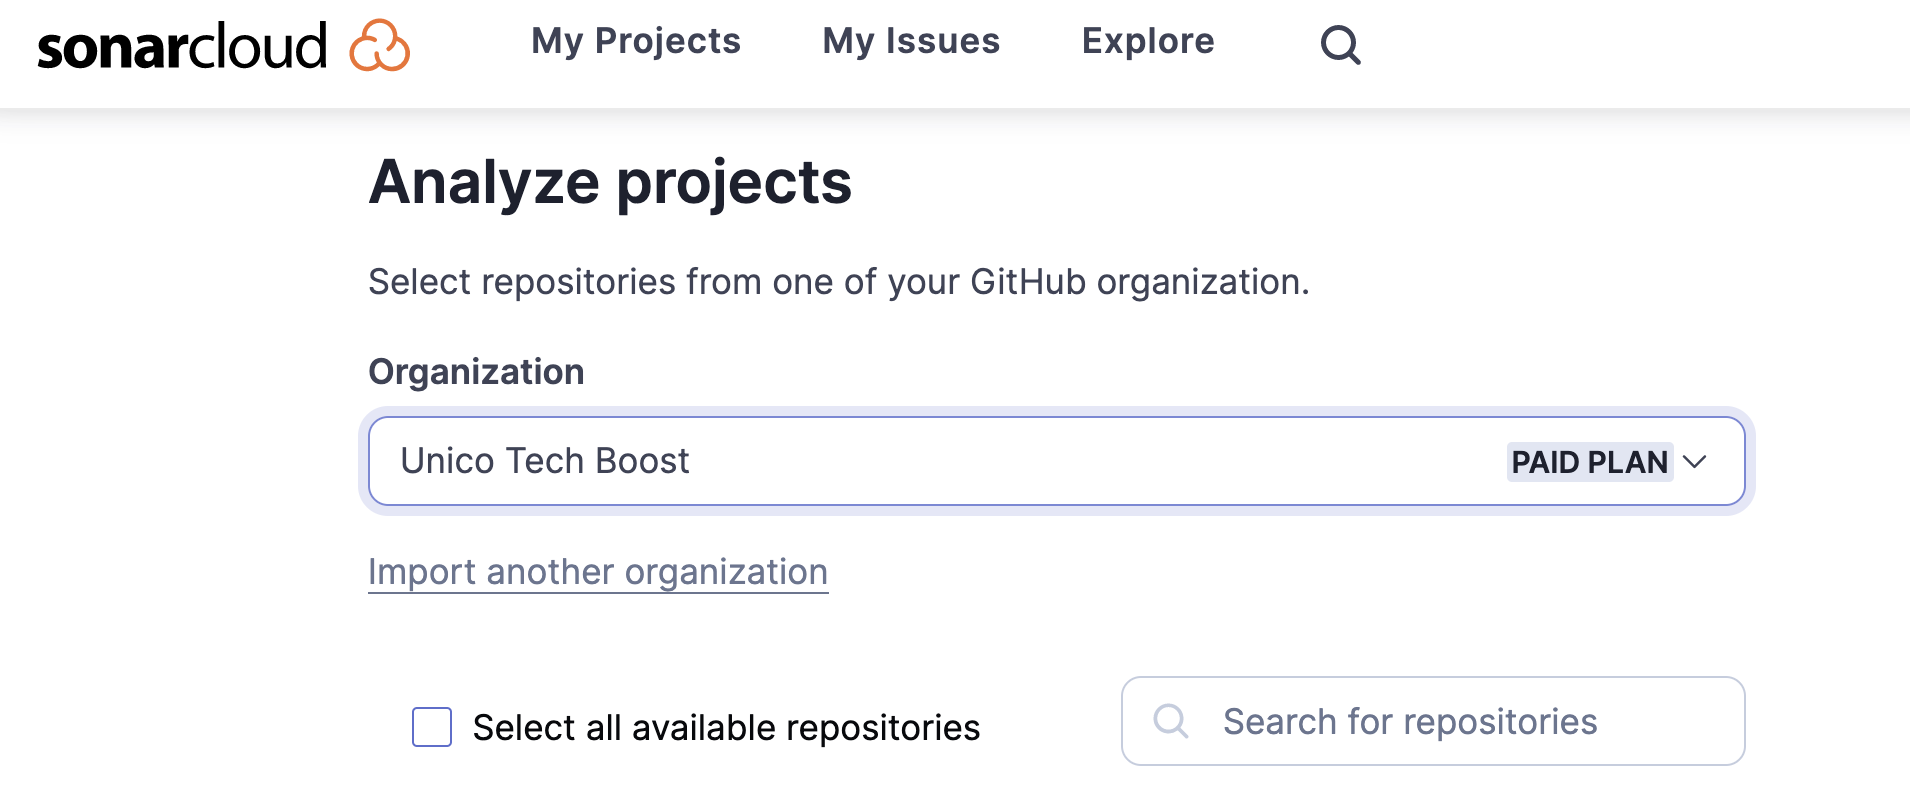 sonarcloud My Projects My Issues Explore
Analyze projects
Select repositories from one of your GitHub organization.
Organization
Unico Tech Boost PAID PLAN
Import another organization
Select all available repositories Search for repositories